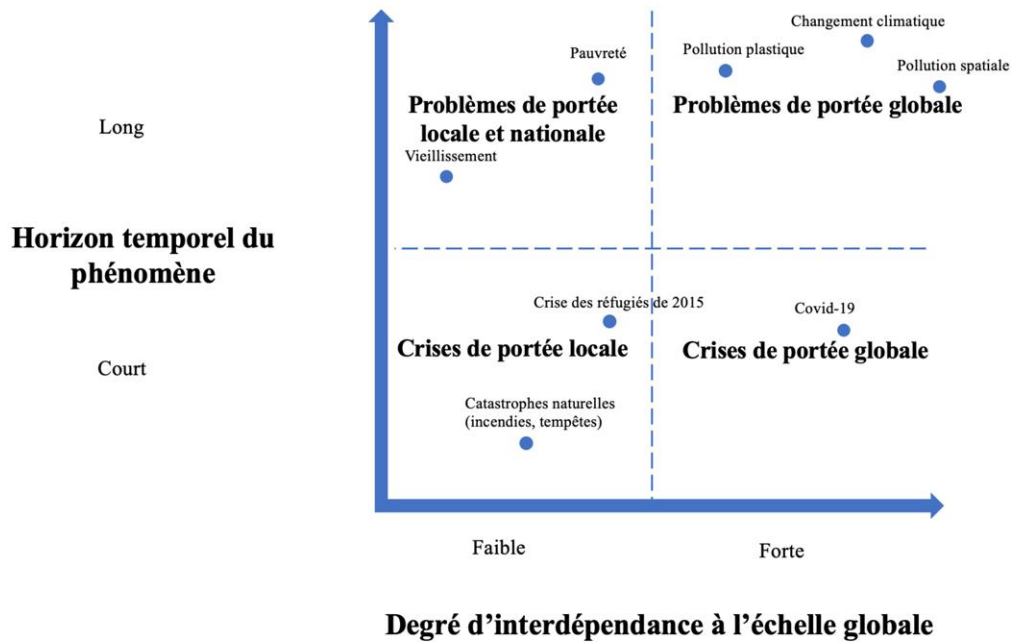 Changement climatique
Pauvreté
Pollution plastique
Pollution spatiale
Problèmes de portée
locale et nationale
Problèmes de portée globale
Long
Vieillissement
Horizon temporel du
phénomène
Crise des réfugiés de 2015
Covid-19
Crises de portée locale
Crises de portée globale
Court
Catastrophes naturelles
(incendies, tempêtes)
Faible
Forte
Degré d’interdépendance à l’échelle globale